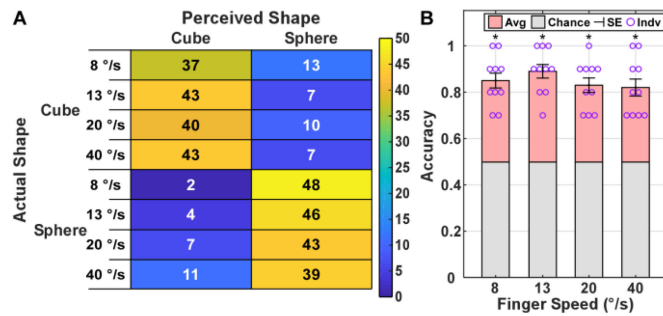 A
Perceived Shape
Cube Sphere
Actual Shape
Cube
8 °/s 37 13
13 °/s 43 7
20 °/s 40 10
40 °/s 43 7
Sphere
8 °/s 2 48
13 °/s 4 46
20 °/s 7 43
40 °/s 11 39
50
45
40
35
30
25
20
15
10
5
0
B
Avg Chance SE Indv
* * * *
Accuracy
1
0.8
0.6
0.4
0.2
0
8 13 20 40
Finger Speed (°/s)